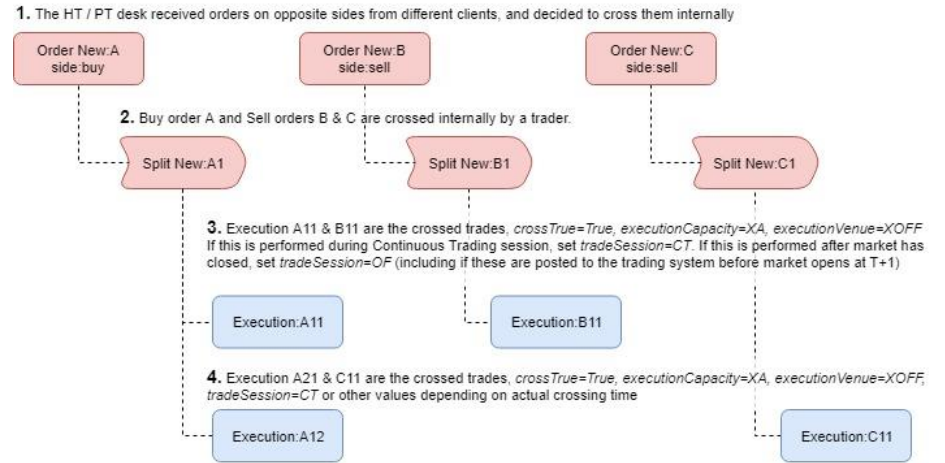 1. The HT / PT desk received orders on opposite sides from different clients, and decided to cross them internally
Order New:A
side:buy
Order New:B
side:sell
Order New:C
side:sell
2. Buy order A and Sell orders B & C are crossed internally by a trader.
Split New:A1
Split New:B1
Split New:C1
3. Execution A11 & B11 are the crossed trades, crossTrue=True, executionCapacity=XA, executionVenue=XOFF
If this is performed during Continuous Trading session, set tradeSession=CT. If this is performed after market has
closed, set tradeSession=OF (including if these are posted to the trading system before market opens at T+1)
Execution:A11
Execution:B11
4. Execution A21 & C11 are the crossed trades, crossTrue=True, executionCapacity=XA, executionVenue=XOFF,
tradeSession=CT or other values depending on actual crossing time
Execution:A12
Execution:C11